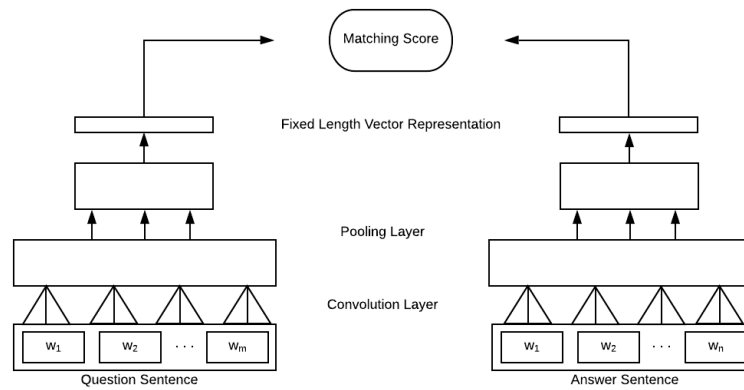 Matching Score
Fixed Length Vector Representation
Pooling Layer
Convolution Layer
w1 w2 · · · wm
w1 w2 · · · wn
Question Sentence
Answer Sentence